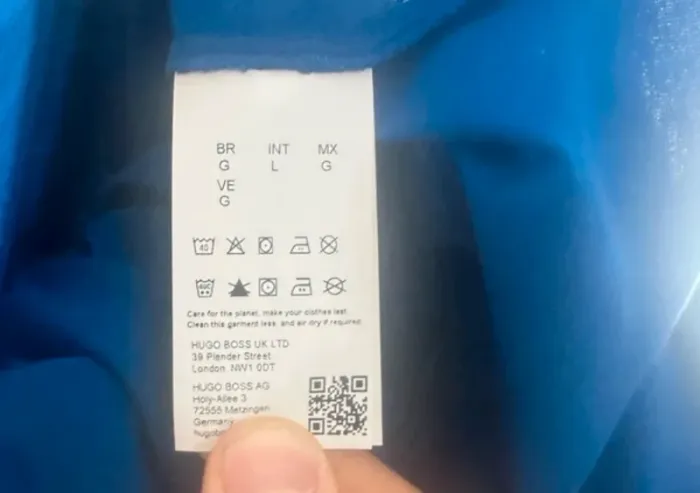 BR INT MX
G L G
VE
G
40
40C
Care for the planet, make your clothes last.
Clean this garment less, and air dry if required.
HUGO BOSS UK LTD
39 Plender Street
London NW1 0DT
HUGO BOSS AG
Holy-Allee 3
72555 Metzingen
Germany